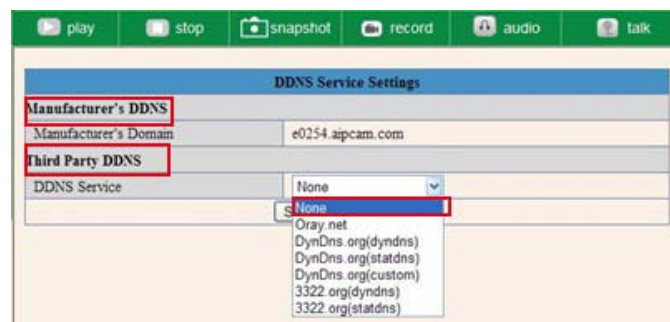 play stop snapshot record audio talk
DDNS Service Settings
Manufacturer's DDNS
Manufacturer's Domain e0254.aipcam.com
Third Party DDNS
DDNS Service None
S
None
Oray.net
DynDns.org(dyndns)
DynDns.org(statdns)
DynDns.org(custom)
3322.org(dyndns)
3322.org(statdns)